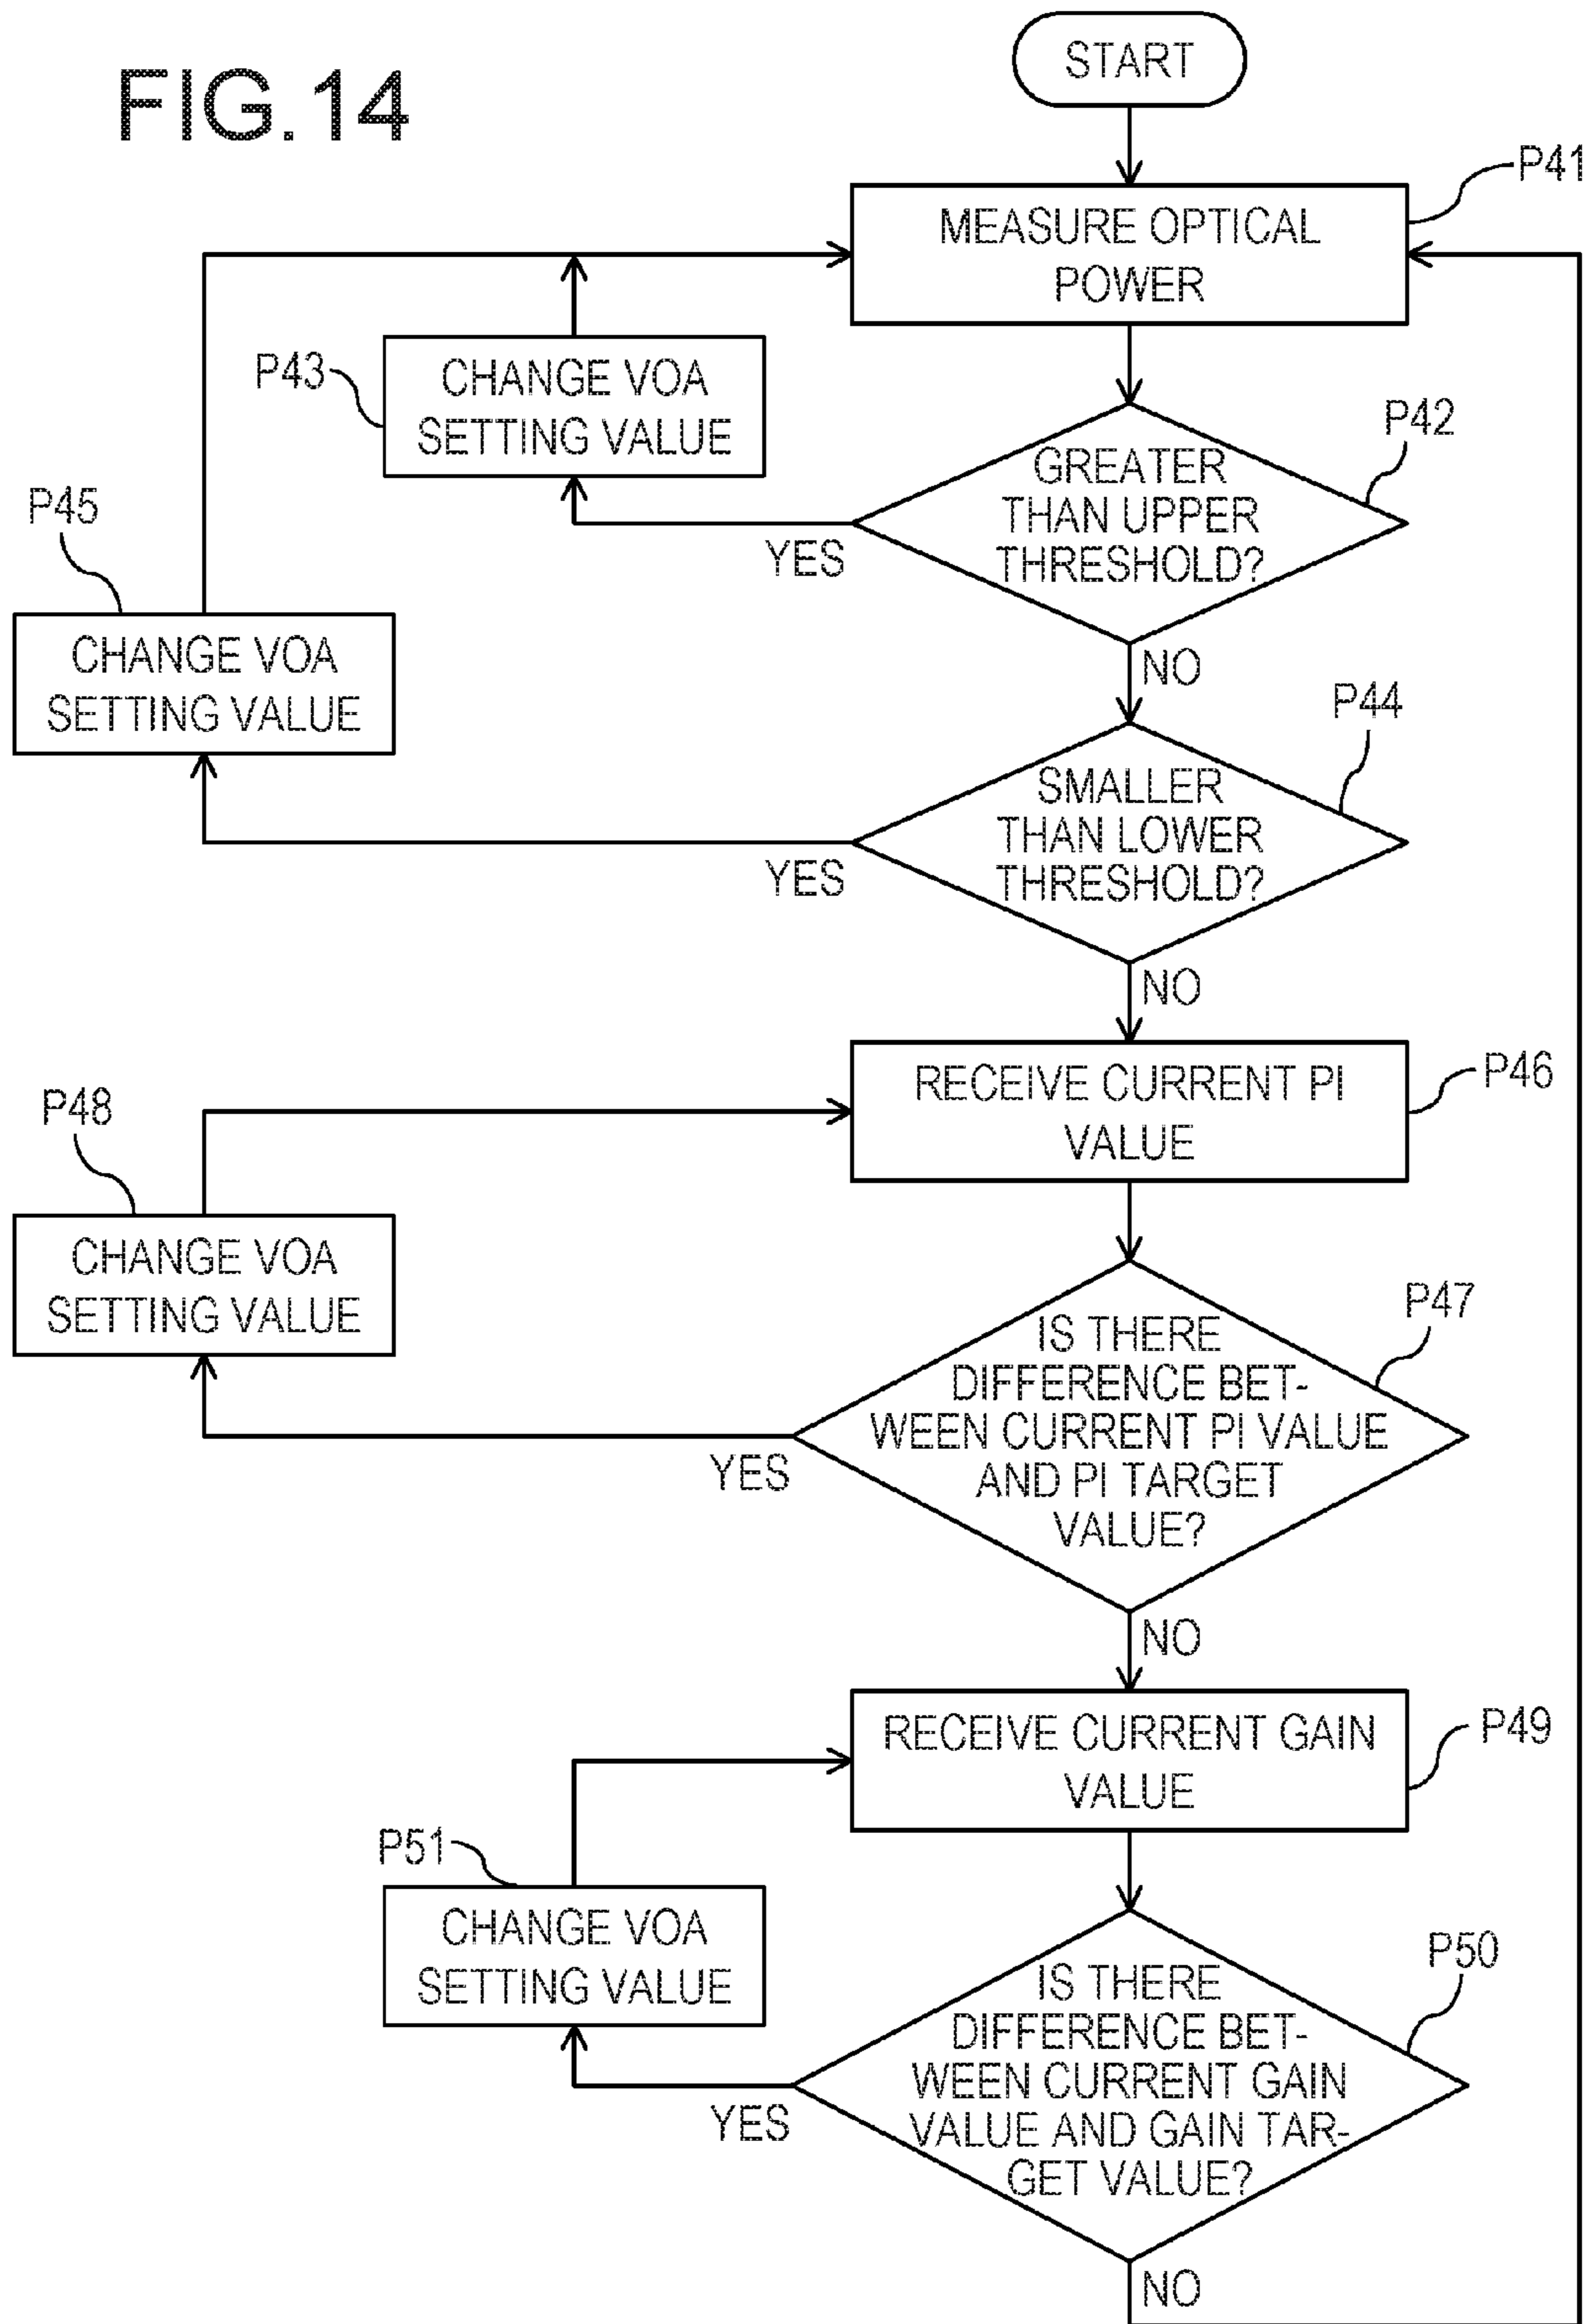 FIG.14
START
P41
MEASURE OPTICAL
POWER
P43
CHANGE VOA
SETTING VALUE
P42
GREATER
THAN UPPER
THRESHOLD?
YES
NO
P45
CHANGE VOA
SETTING VALUE
P44
SMALLER
THAN LOWER
THRESHOLD?
YES
NO
P46
RECEIVE CURRENT PI
VALUE
P48
CHANGE VOA
SETTING VALUE
P47
IS THERE
DIFFERENCE BET-
WEEN CURRENT PI VALUE
AND PI TARGET
VALUE?
YES
NO
P49
RECEIVE CURRENT GAIN
VALUE
P51
CHANGE VOA
SETTING VALUE
P50
IS THERE
DIFFERENCE BET-
WEEN CURRENT GAIN
VALUE AND GAIN TAR-
GET VALUE?
YES
NO